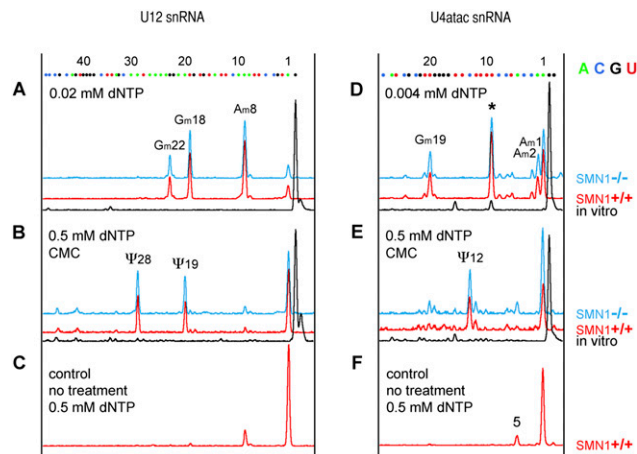 U12 snRNA
U4atac snRNA
40 30 20 8 1
20 10 1
A C G U
A
0.02 mM dNTP
Gm22
Gm18
Am8
D
0.004 mM dNTP
Gm19
*
Am1
Am2
SMN1-/-
SMN1+/+
in vitro
B
0.5 mM dNTP
CMC
Ψ28
Ψ19
E
0.5 mM dNTP
CMC
Ψ12
SMN1-/-
SMN1+/+
in vitro
C
control
no treatment
0.5 mM dNTP
F
control
no treatment
0.5 mM dNTP
5
SMN1+/+